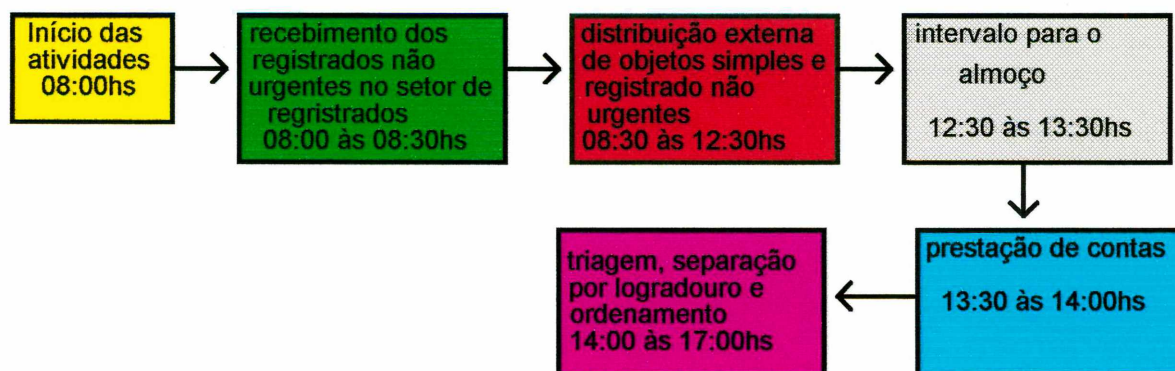 Início das
atividades
08:00hs
recebimento dos
registrados não
urgentes no setor de
regristrados
08:00 às 08:30hs
distribuição externa
de objetos simples e
registrado não
urgentes
08:30 às 12:30hs
intervalo para o
almoço
12:30 às 13:30hs
prestação de contas
13:30 às 14:00hs
triagem, separação
por logradouro e
ordenamento
14:00 às 17:00hs